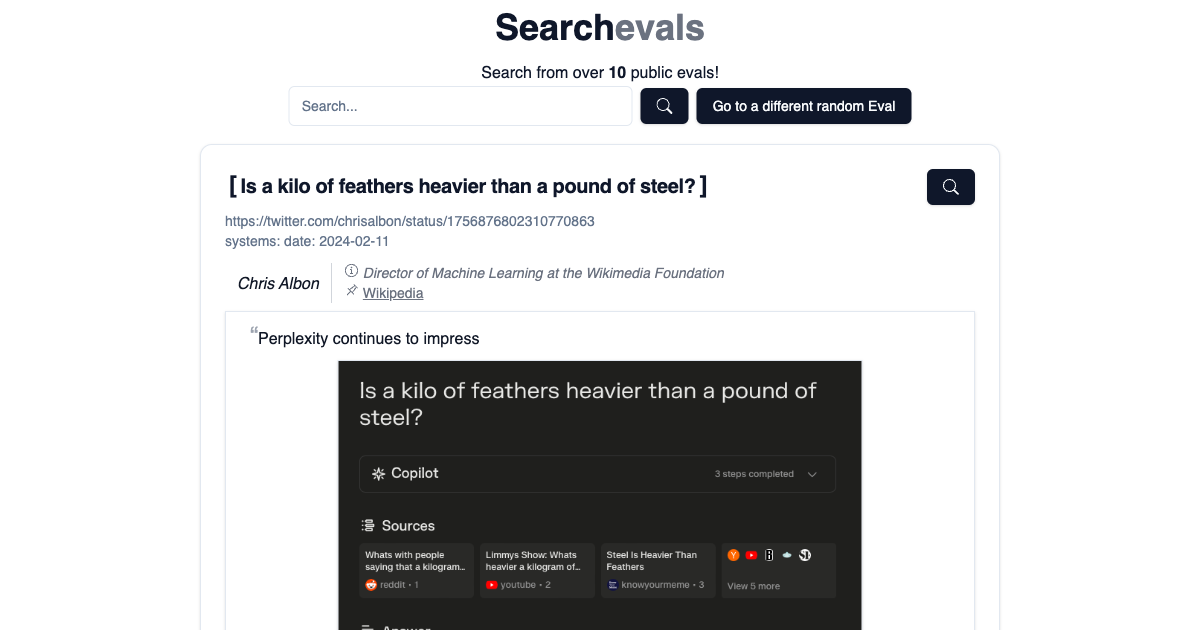 Searchevals
Search from over 10 public evals!
Search...
Go to a different random Eval
[ Is a kilo of feathers heavier than a pound of steel? ]
https://twitter.com/chrisalbon/status/1756876802310770863
systems: date: 2024-02-11
Chris Albon
Director of Machine Learning at the Wikimedia Foundation
Wikipedia
“Perplexity continues to impress
Is a kilo of feathers heavier than a pound of
steel?
Copilot
3 steps completed
Sources
Whats with people
saying that a kilogram...
reddit • 1
Limmys Show: Whats
heavier a kilogram of...
youtube • 2
Steel Is Heavier Than
Feathers
knowyourmeme • 3
View 5 more
Answer